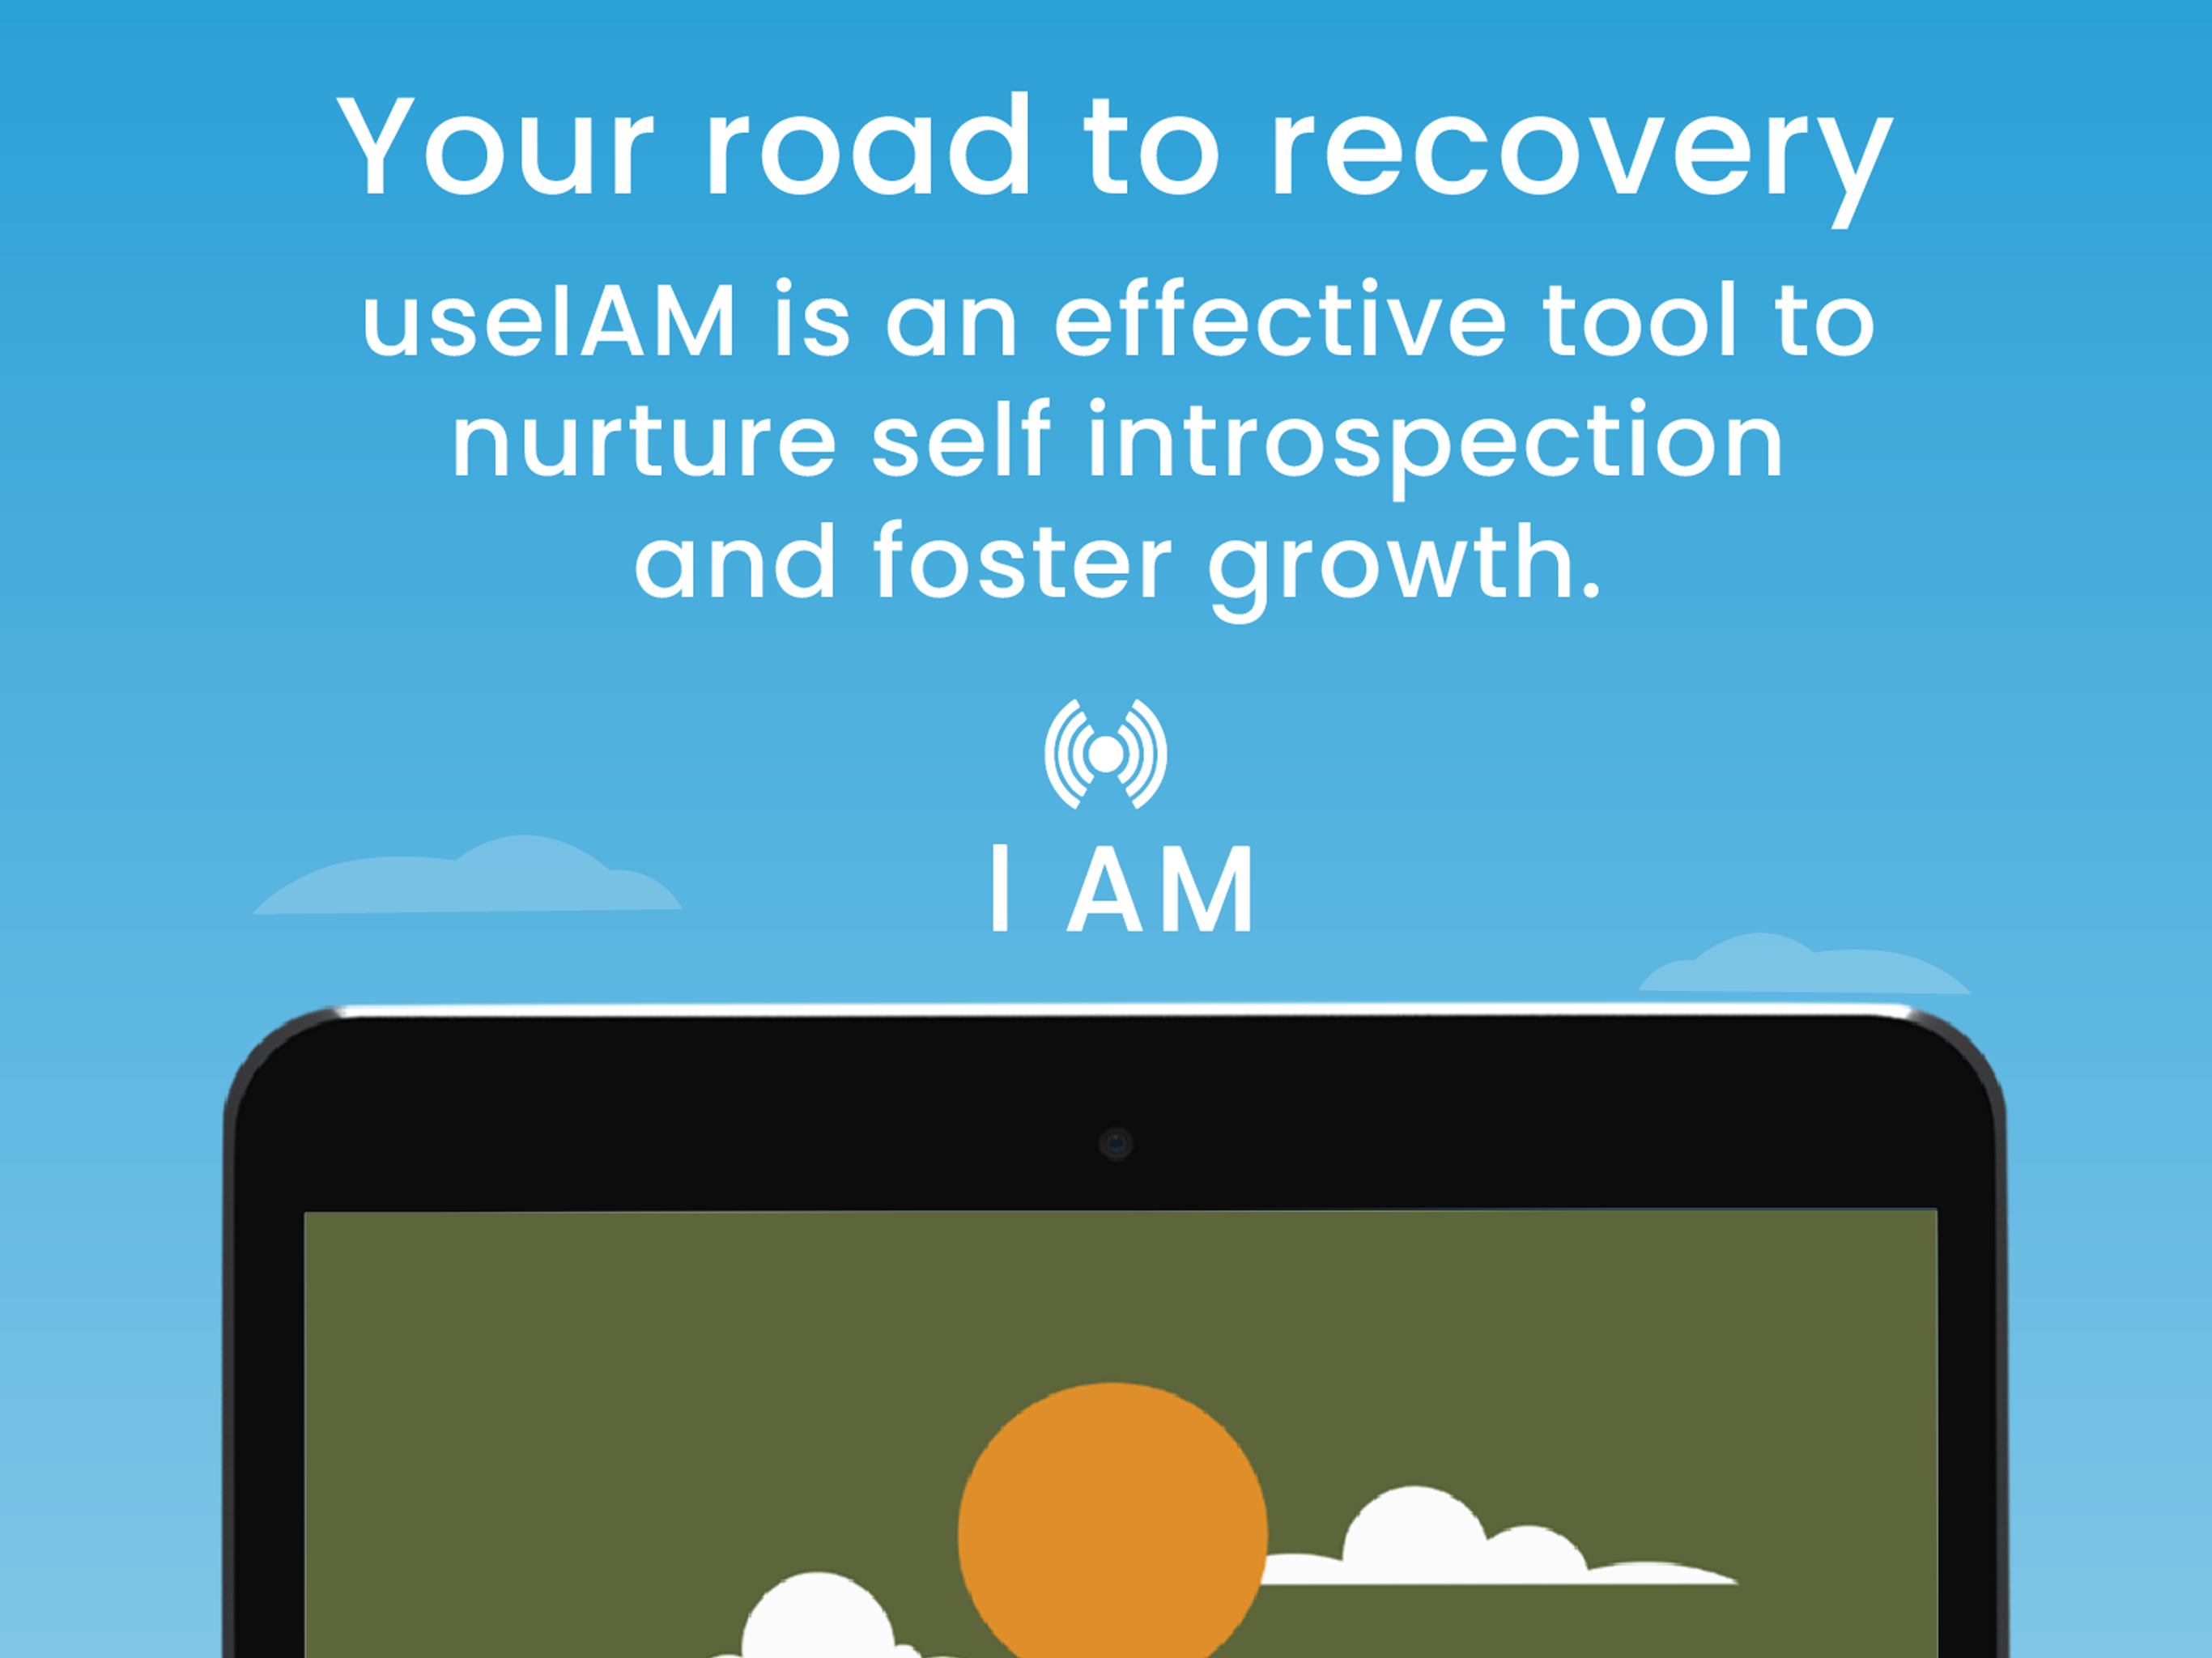 Your road to recovery
useIAM is an effective tool to
nurture self introspection
and foster growth.
I AM